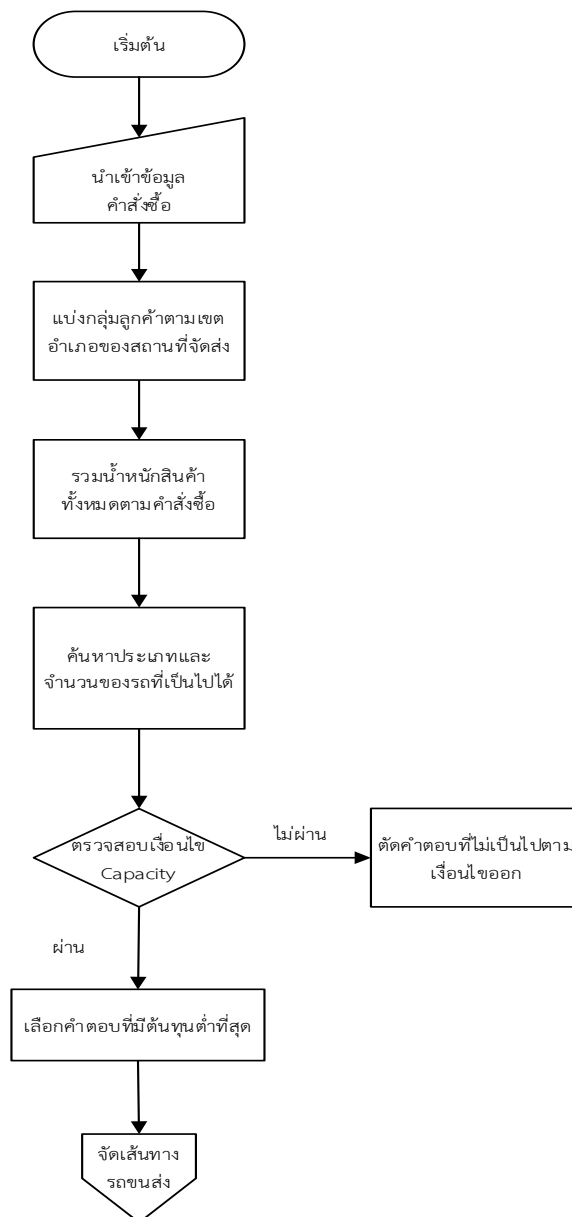 เริ่มต้น
นำเข้าข้อมูล
คำสั่งซื้อ
แบ่งกลุ่มลูกค้าตามเขต
อำเภอของสถานที่จัดส่ง
รวมน้ำหนักสินค้า
ทั้งหมดตามคำสั่งซื้อ
ค้นหาประเภทและ
จำนวนของรถที่เป็นไปได้
ตรวจสอบเงื่อนไข
Capacity
ไม่ผ่าน
ตัดคำตอบที่ไม่เป็นไปตาม
เงื่อนไขออก
ผ่าน
เลือกคำตอบที่มีต้นทุนต่ำที่สุด
จัดเส้นทาง
รถขนส่ง